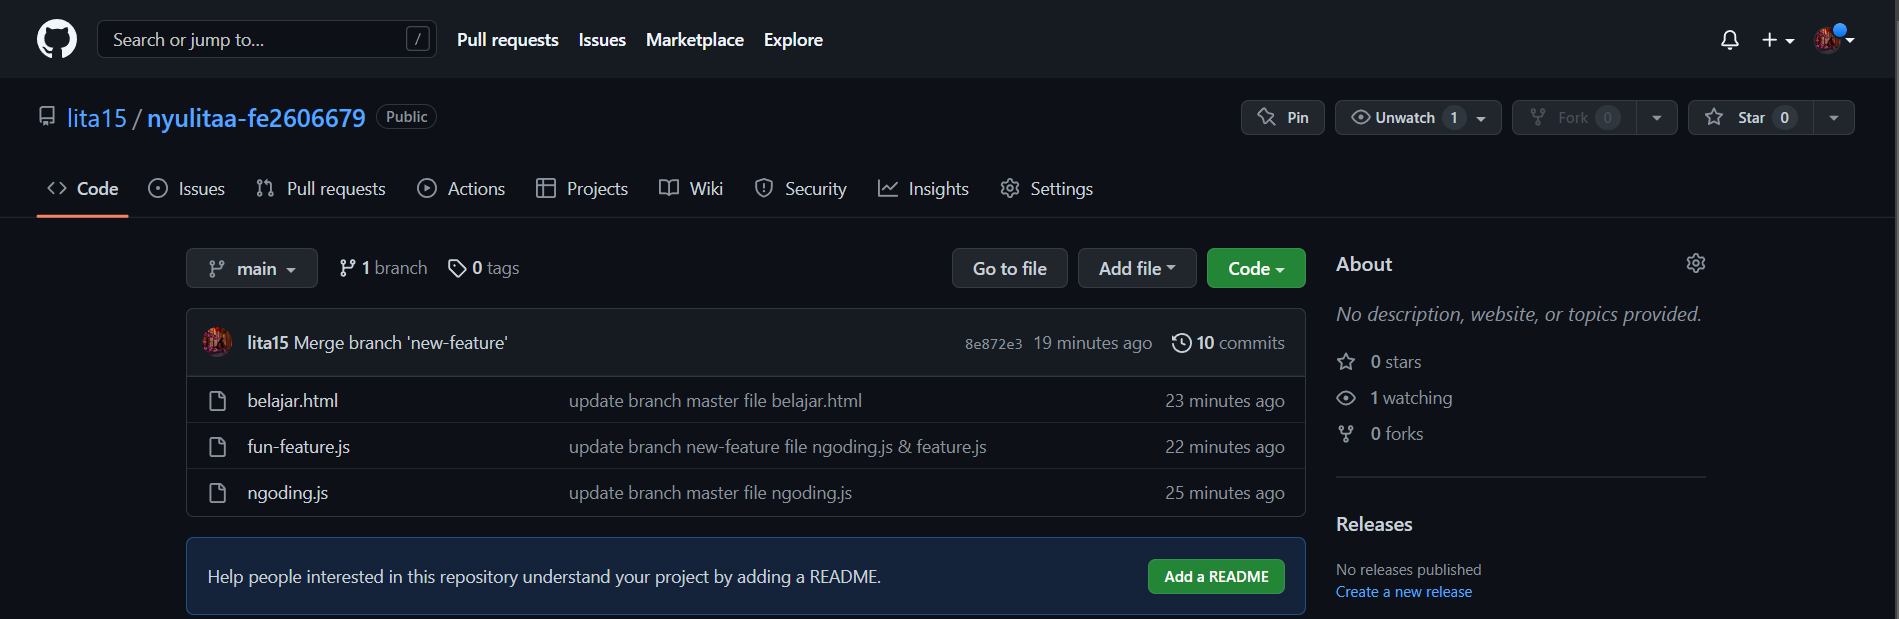 Search or jump to... / Pull requests Issues Marketplace Explore
lita15 / nyulitaa-fe2606679 Public Pin Unwatch 1 Fork 0 Star 0
Code Issues Pull requests Actions Projects Wiki Security Insights Settings
main 1 branch 0 tags Go to file Add file Code
lita15 Merge branch 'new-feature' 8e872e3 19 minutes ago 10 commits
belajar.html update branch master file belajar.html 23 minutes ago
fun-feature.js update branch new-feature file ngoding.js & feature.js 22 minutes ago
ngoding.js update branch master file ngoding.js 25 minutes ago
Help people interested in this repository understand your project by adding a README. Add a README
About
No description, website, or topics provided.
0 stars
1 watching
0 forks
Releases
No releases published
Create a new release